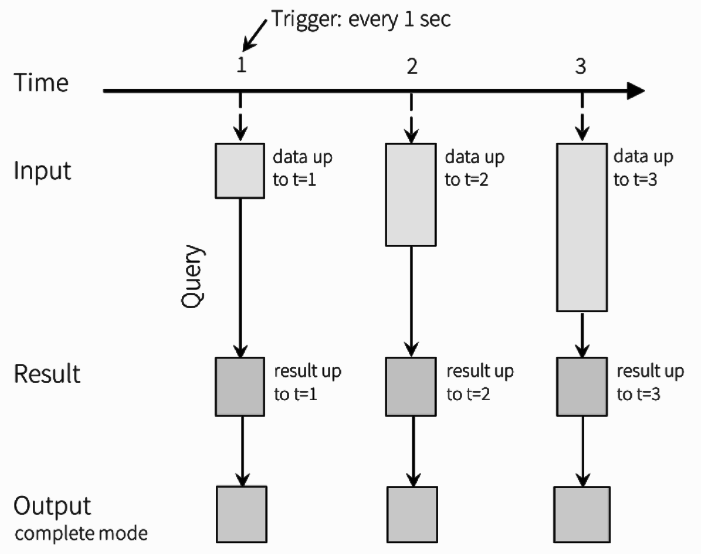 Trigger: every 1 sec
1 2 3
Time
Input
data up
to t=1
data up
to t=2
data up
to t=3
Query
Result
result up
to t=1
result up
to t=2
result up
to t=3
Output
complete mode